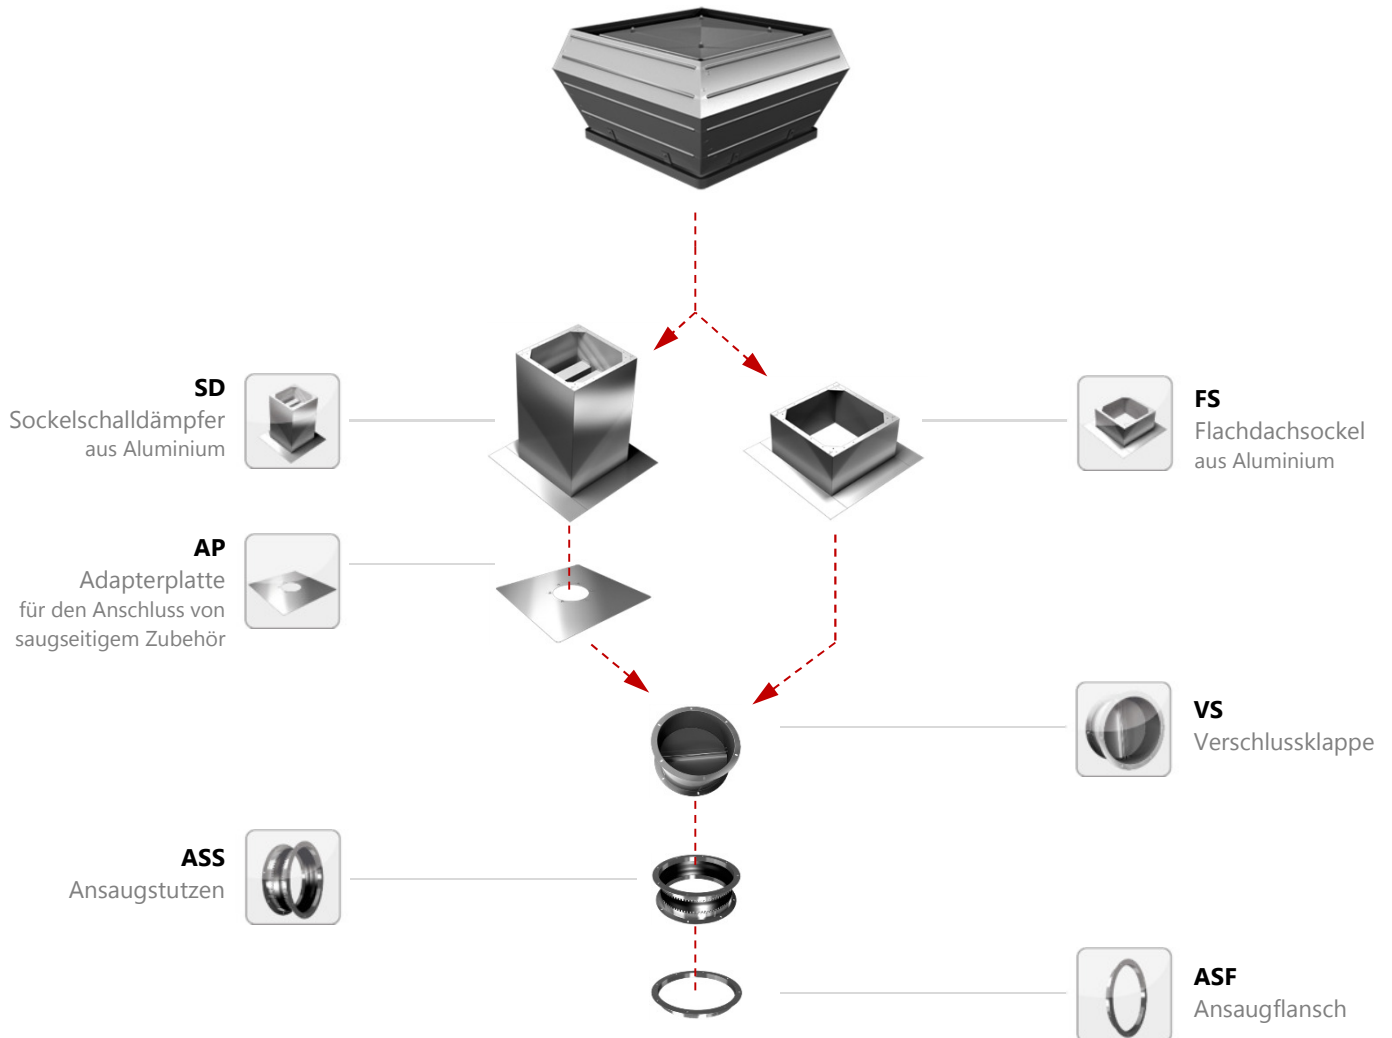 SD
Sockelschalldämpfer
aus Aluminium
FS
Flachdachsockel
aus Aluminium
AP
Adapterplatte
für den Anschluss von
saugseitigem Zubehör
VS
Verschlussklappe
ASS
Ansaugstutzen
ASF
Ansaugflansch